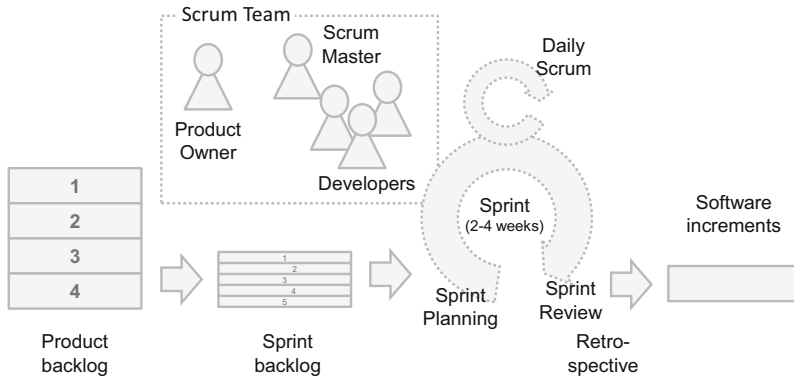 Scrum Team
Scrum
Master
Product
Owner
Developers
Daily
Scrum
1
2
3
4
Product
backlog
1
2
3
4
5
Sprint
backlog
Sprint
(2-4 weeks)
Sprint
Planning
Sprint
Review
Retro-
spective
Software
increments